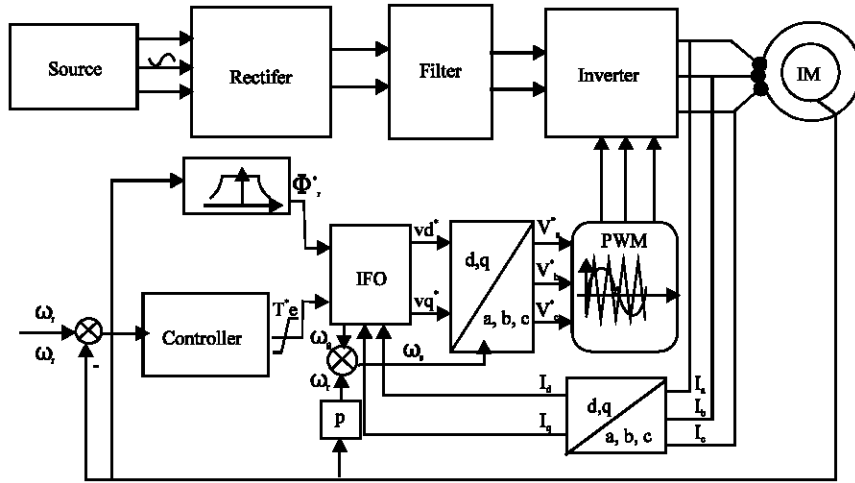 Source
Rectifer
Filter
Inverter
IM
Φ*r
IFO
vd*
vq*
d,q
a, b, c
V*a
V*b
V*c
PWM
ωr
ωr
-
Controller
T*e
ωr
p
ωs
Id
Iq
d,q
a, b, c
Ia
Ib
Ic